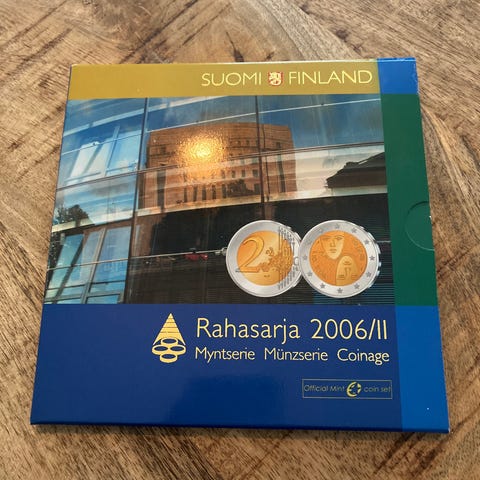 SUOMI FINLAND
2
Rahasarja 2006/II
Myntserie Münzserie Coinage
Official Mint coin set